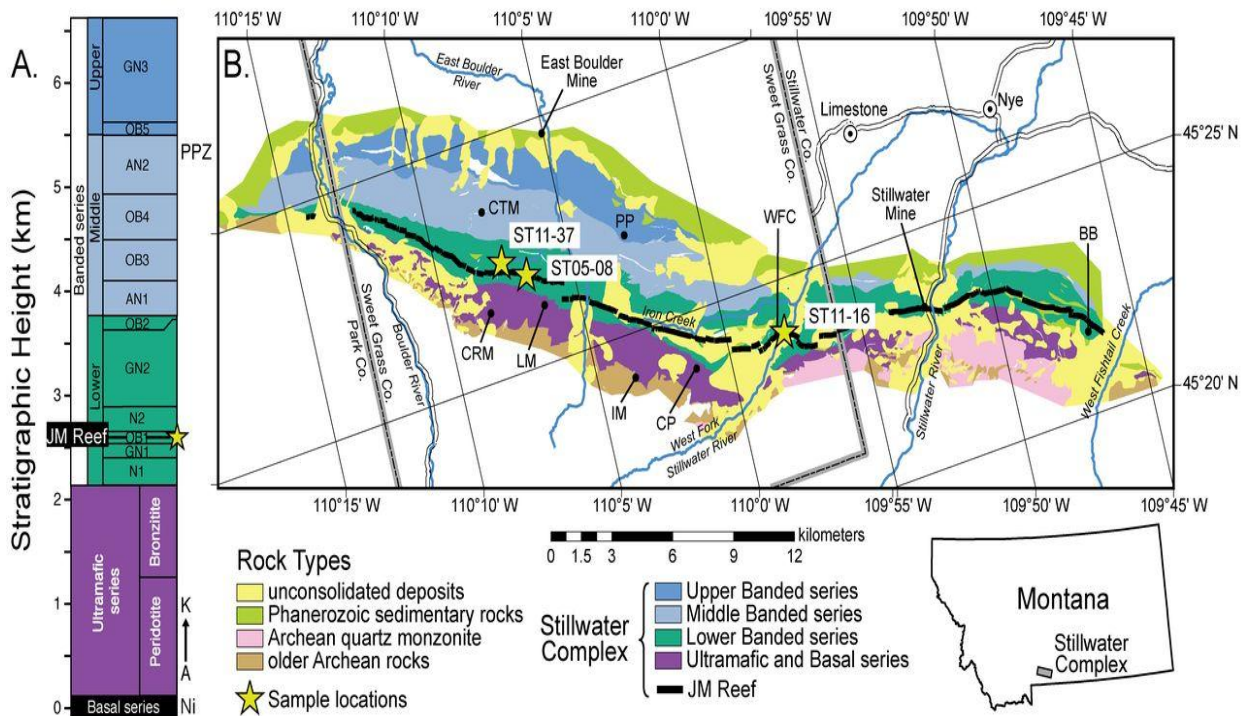 A.
Stratigraphic Height (km)
6
5
4
3
2
1
0
Banded series
Upper
Middle
Lower
GN3
OB5
AN2
OB4
OB3
AN1
OB2
GN2
N2
OB1
GN1
N1
PPZ
JM Reef
Ultramafic
series
Bronzitite
Peridotite
K
A
Basal series
Ni
B.
110°15' W
110°10' W
110°05' W
110°00' W
109°55' W
109°50' W
109°45' W
East Boulder
River
East Boulder
Mine
Stillwater Co.
Sweet Grass Co.
Limestone
Nye
45°25' N
CTM
ST11-37
PP
WFC
Stillwater
Mine
BB
ST05-08
Iron Creek
ST11-16
Sweet Grass Co.
Park Co.
Boulder River
CRM
LM
IM
CP
West Fork
Stillwater River
Stillwater River
West Fishtail Creek
45°20' N
110°15' W
110°10' W
110°05' W
110°00' W
109°55' W
109°50' W
109°45' W
kilometers
0 1.5 3 6 9 12
Rock Types
unconsolidated deposits
Phanerozoic sedimentary rocks
Archean quartz monzonite
older Archean rocks
Sample locations
Stillwater
Complex
Upper Banded series
Middle Banded series
Lower Banded series
Ultramafic and Basal series
JM Reef
Montana
Stillwater
Complex